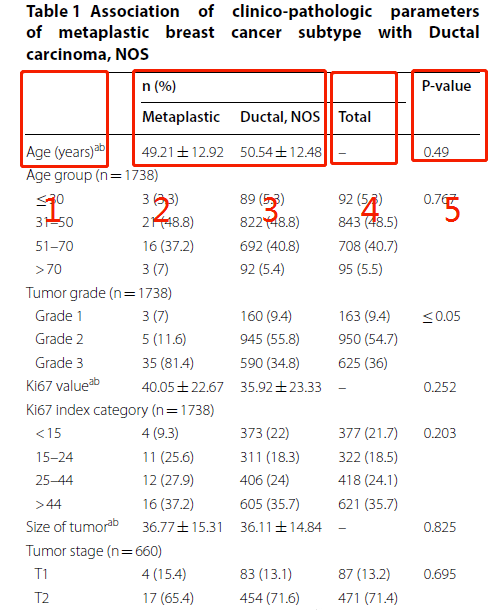 Table 1 Association of clinico-pathologic parameters
of metaplastic breast cancer subtype with Ductal
carcinoma, NOS
n (%) P-value
Metaplastic Ductal, NOS Total
Age (years)ab 49.21 ± 12.92 50.54 ± 12.48 – 0.49
Age group (n = 1738)
≤30 3 (3.3) 89 (5.3) 92 (5.3) 0.767
1 2 3 4 5
31–50 21 (48.8) 822 (48.8) 843 (48.5)
51–70 16 (37.2) 692 (40.8) 708 (40.7)
>70 3 (7) 92 (5.4) 95 (5.5)
Tumor grade (n = 1738)
Grade 1 3 (7) 160 (9.4) 163 (9.4) ≤0.05
Grade 2 5 (11.6) 945 (55.8) 950 (54.7)
Grade 3 35 (81.4) 590 (34.8) 625 (36)
Ki67 valueab 40.05 ± 22.67 35.92 ± 23.33 – 0.252
Ki67 index category (n = 1738)
<15 4 (9.3) 373 (22) 377 (21.7) 0.203
15–24 11 (25.6) 311 (18.3) 322 (18.5)
25–44 12 (27.9) 406 (24) 418 (24.1)
>44 16 (37.2) 605 (35.7) 621 (35.7)
Size of tumorab 36.77 ± 15.31 36.11 ± 14.84 – 0.825
Tumor stage (n = 660)
T1 4 (15.4) 83 (13.1) 87 (13.2) 0.695
T2 17 (65.4) 454 (71.6) 471 (71.4)